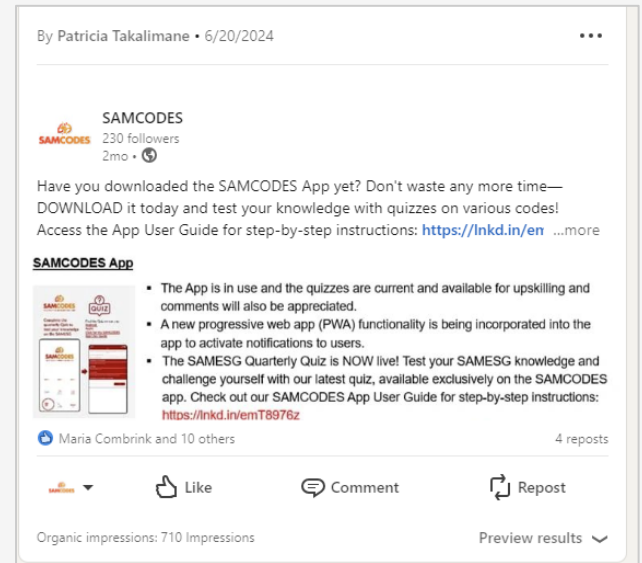 By Patricia Takalimane • 6/20/2024
SAMCODES
SAMCODES
230 followers
2mo •
Have you downloaded the SAMCODES App yet? Don't waste any more time—
DOWNLOAD it today and test your knowledge with quizzes on various codes!
Access the App User Guide for step-by-step instructions: https://lnkd.in/en ...more
SAMCODES App
SAMCODES
QUIZ
▪ The App is in use and the quizzes are current and available for upskilling and
comments will also be appreciated.
▪ A new progressive web app (PWA) functionality is being incorporated into the
app to activate notifications to users.
▪ The SAMESG Quarterly Quiz is NOW live! Test your SAMESG knowledge and
challenge yourself with our latest quiz, available exclusively on the SAMCODES
app. Check out our SAMCODES App User Guide for step-by-step instructions:
https://lnkd.in/emT8976z
Maria Combrink and 10 others
4 reposts
Like
Comment
Repost
Organic impressions: 710 Impressions
Preview results